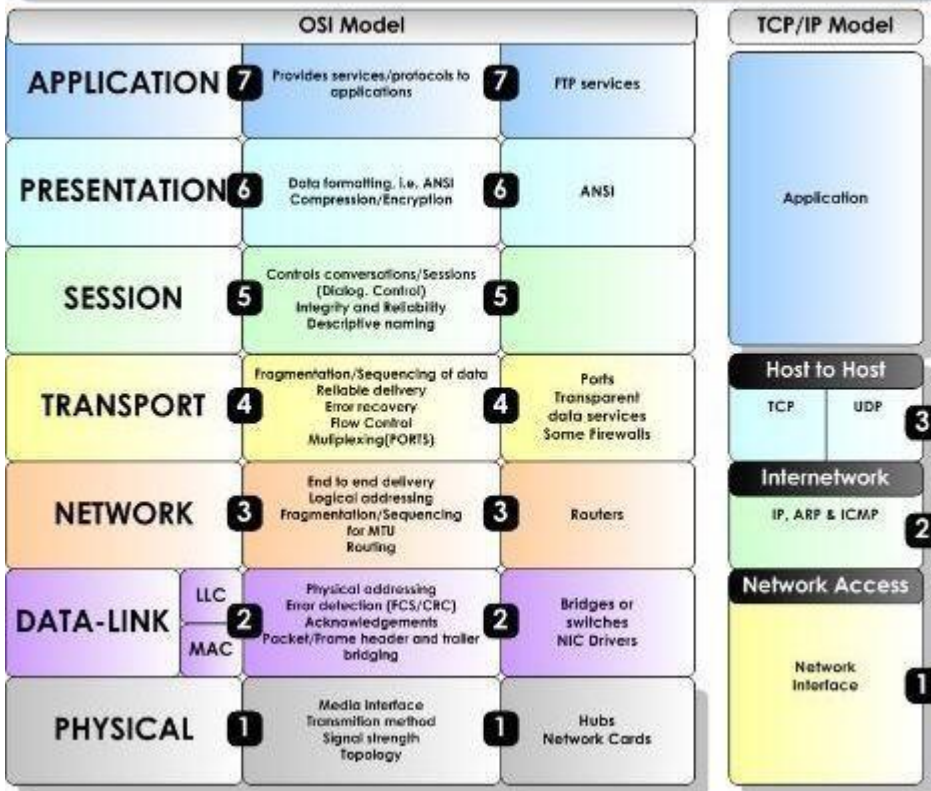 OSI Model
TCP/IP Model
APPLICATION
7
Provides services/protocols to
applications
7
FTP services
PRESENTATION
6
Data formatting, i.e. ANSI
Compression/Encryption
6
ANSI
SESSION
5
Controls conversations/Sessions
(Dialog. Control)
Integrity and Reliability
Descriptive naming
5
TRANSPORT
4
Fragmentation/Sequencing of data
Reliable delivery
Error recovery
Flow Control
Muliplexing(PORTS)
4
Ports
Transparent
data services
Some Firewalls
NETWORK
3
End to end delivery
Logical addressing
Fragmentation/Sequencing
for MTU
Routing
3
Routers
DATA-LINK
LLC
MAC
2
Physical addressing
Error detection (FCS/CRC)
Acknowledgements
Packet/Frame header and trailer
bridging
2
Bridges or
switches
NIC Drivers
PHYSICAL
1
Media Interface
Transmition method
Signal strength
Topology
1
Hubs
Network Cards
Application
Host to Host
TCP
UDP
3
Internetwork
IP, ARP & ICMP
2
Network Access
Network
Interface
1